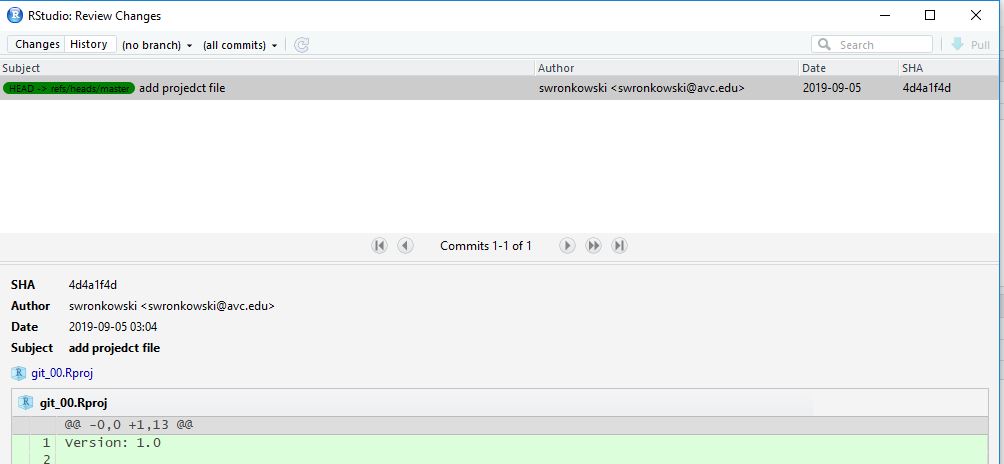 RStudio: Review Changes
Changes History (no branch) (all commits) Search Pull
Subject Author Date SHA
HEAD -> refs/heads/master add projedct file swronkowski <swronkowski@avc.edu> 2019-09-05 4d4a1f4d
Commits 1-1 of 1
SHA 4d4a1f4d
Author swronkowski <swronkowski@avc.edu>
Date 2019-09-05 03:04
Subject add projedct file
git_00.Rproj
git_00.Rproj
@@ -0,0 +1,13 @@
1 Version: 1.0
2